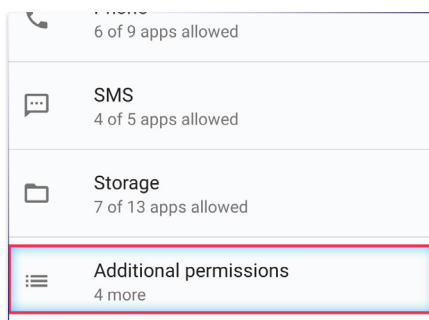 Phone
6 of 9 apps allowed
SMS
4 of 5 apps allowed
Storage
7 of 13 apps allowed
Additional permissions
4 more